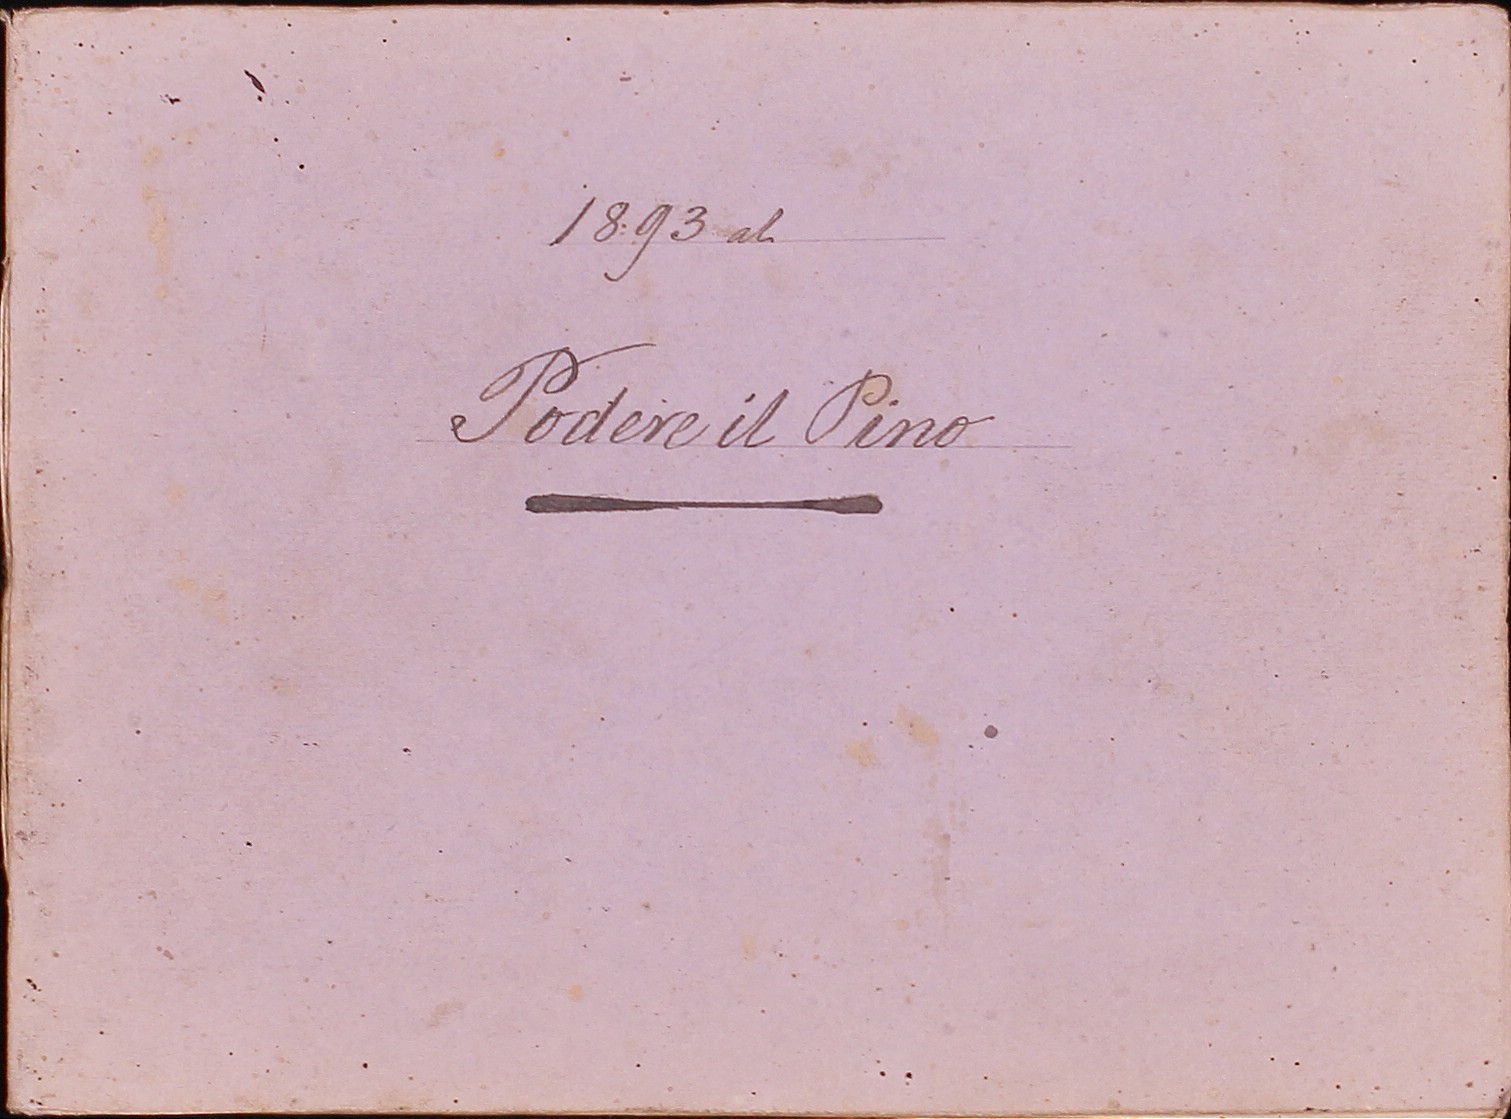 1893 al
Podere il Pino